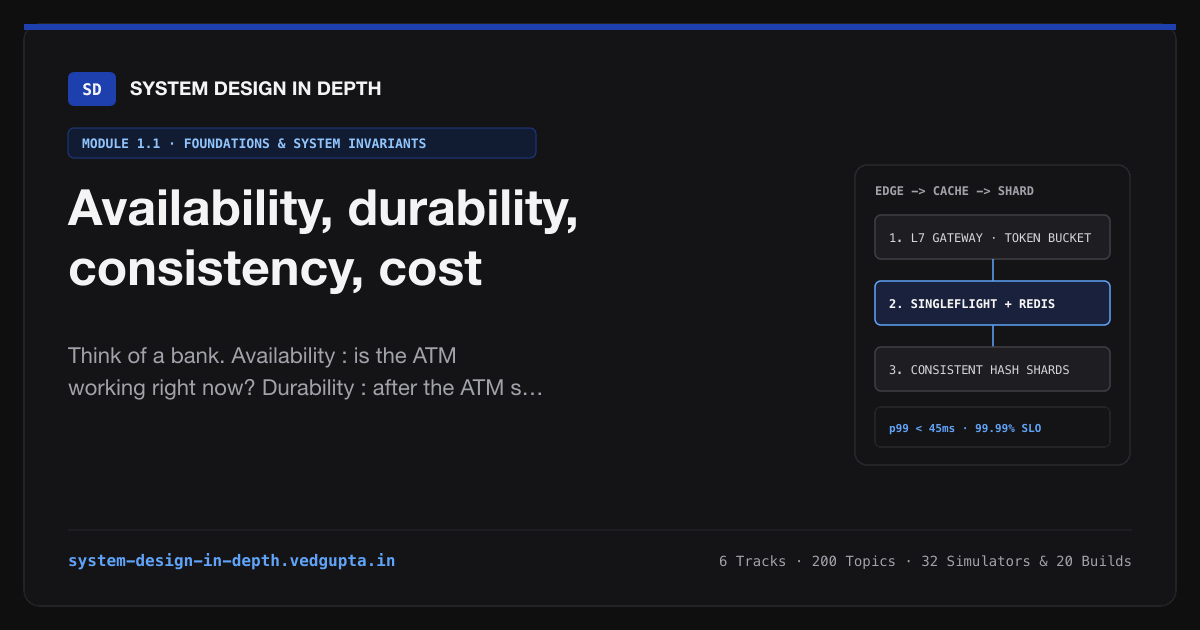 SD
SYSTEM DESIGN IN DEPTH
MODULE 1.1 · FOUNDATIONS & SYSTEM INVARIANTS
Availability, durability,
consistency, cost
Think of a bank. Availability : is the ATM
working right now? Durability : after the ATM s…
EDGE —> CACHE —> SHARD
1. L7 GATEWAY · TOKEN BUCKET
2. SINGLEFLIGHT + REDIS
3. CONSISTENT HASH SHARDS
p99 < 45ms · 99.99% SLO
system-design-in-depth.vedgupta.in
6 Tracks · 200 Topics · 32 Simulators & 20 Builds